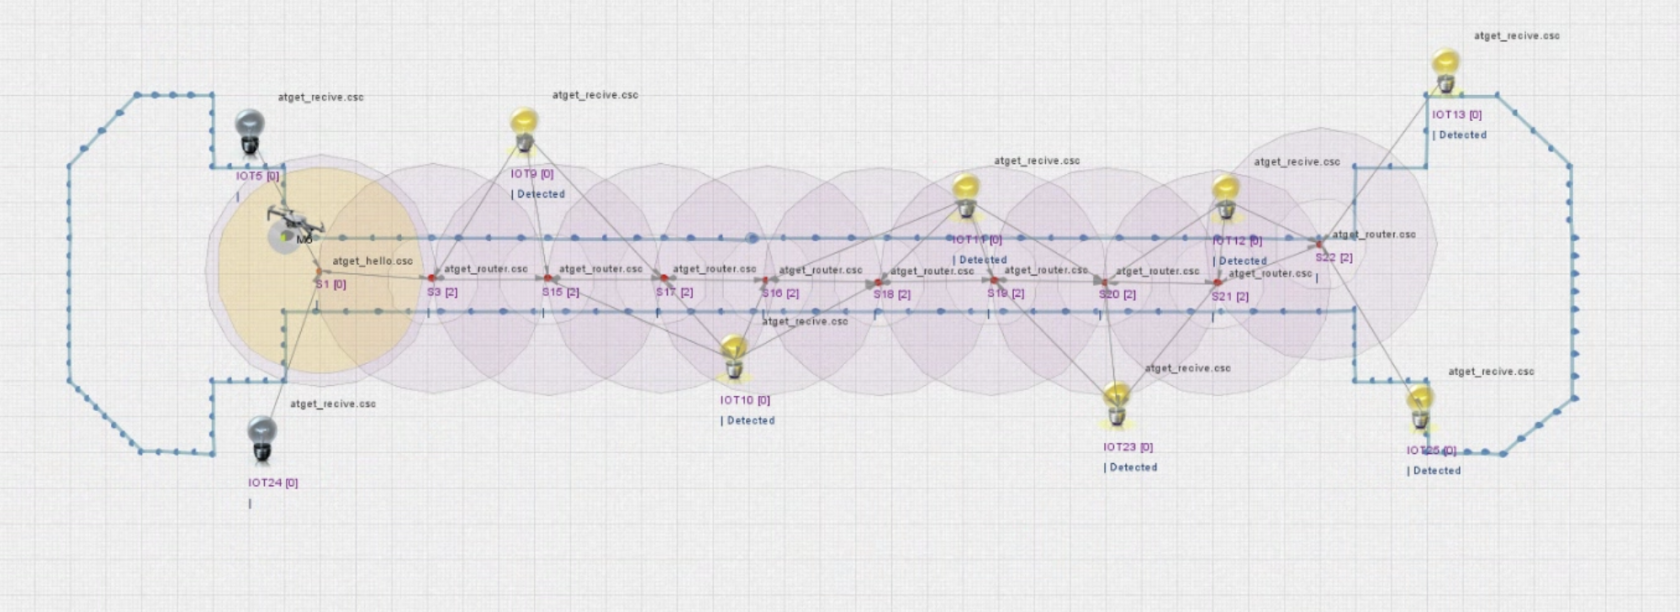 atget_recive.csc
IOT13 [0]
| Detected
atget_recive.csc
IOT5 [0]
|
atget_recive.csc
IOT9 [0]
| Detected
atget_recive.csc
IOT11 [0]
| Detected
atget_recive.csc
IOT12 [0]
| Detected
atget_hello.csc
S1 [0]
|
atget_router.csc
S3 [2]
|
atget_router.csc
S15 [2]
|
atget_router.csc
S17 [2]
|
atget_router.csc
S16 [2]
|
atget_router.csc
S18 [2]
|
atget_router.csc
S19 [2]
|
atget_router.csc
S20 [2]
|
atget_router.csc
S21 [2]
|
atget_router.csc
S22 [2]
|
atget_recive.csc
IOT10 [0]
| Detected
atget_recive.csc
IOT23 [0]
| Detected
atget_recive.csc
IOT25 [0]
| Detected
atget_recive.csc
IOT24 [0]
|